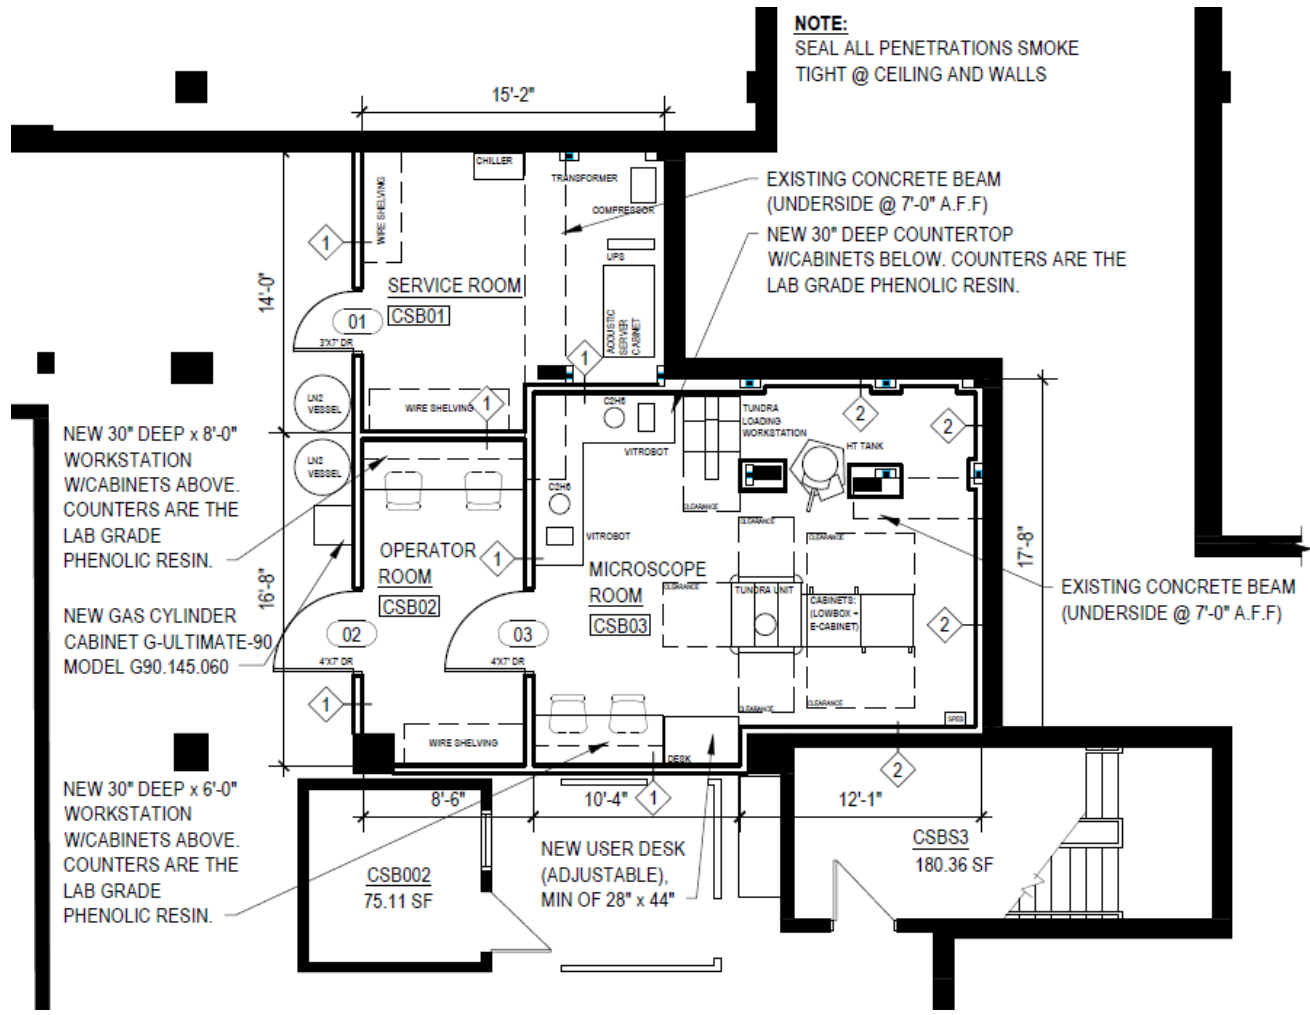 NOTE:
SEAL ALL PENETRATIONS SMOKE
TIGHT @ CEILING AND WALLS
15'-2"
CHILLER
TRANSFORMER
COMPRESSOR
WIRE SHELVING
UPS
1
EXISTING CONCRETE BEAM
(UNDERSIDE @ 7'-0" A.F.F)
NEW 30" DEEP COUNTERTOP
W/CABINETS BELOW. COUNTERS ARE THE
LAB GRADE PHENOLIC RESIN.
14'-0"
SERVICE ROOM
CSB01
01
3'X7' DR
ACOUSTIC
SERVER
CABINET
1
LN2
VESSEL
WIRE SHELVING
1
C2H6
VITROBOT
TUNDRA
LOADING
WORKSTATION
2
2
HT TANK
NEW 30" DEEP x 8'-0"
WORKSTATION
W/CABINETS ABOVE.
COUNTERS ARE THE
LAB GRADE
PHENOLIC RESIN.
LN2
VESSEL
C2H6
VITROBOT
CLEARANCE
CLEARANCE
CLEARANCE
17'-8"
OPERATOR
ROOM
CSB02
1
MICROSCOPE
ROOM
CSB03
CLEARANCE
TUNDRA UNIT
CABINETS:
(LOWBOX +
E-CABINET)
2
EXISTING CONCRETE BEAM
(UNDERSIDE @ 7'-0" A.F.F)
16'-8"
NEW GAS CYLINDER
CABINET G-ULTIMATE-90
MODEL G90.145.060
02
4'X7' DR
03
4'X7' DR
1
WIRE SHELVING
CLEARANCE
CLEARANCE
SPEB
DESK
1
2
NEW 30" DEEP x 6'-0"
WORKSTATION
W/CABINETS ABOVE.
COUNTERS ARE THE
LAB GRADE
PHENOLIC RESIN.
8'-6"
10'-4"
12'-1"
CSB002
75.11 SF
NEW USER DESK
(ADJUSTABLE),
MIN OF 28" x 44"
CSBS3
180.36 SF